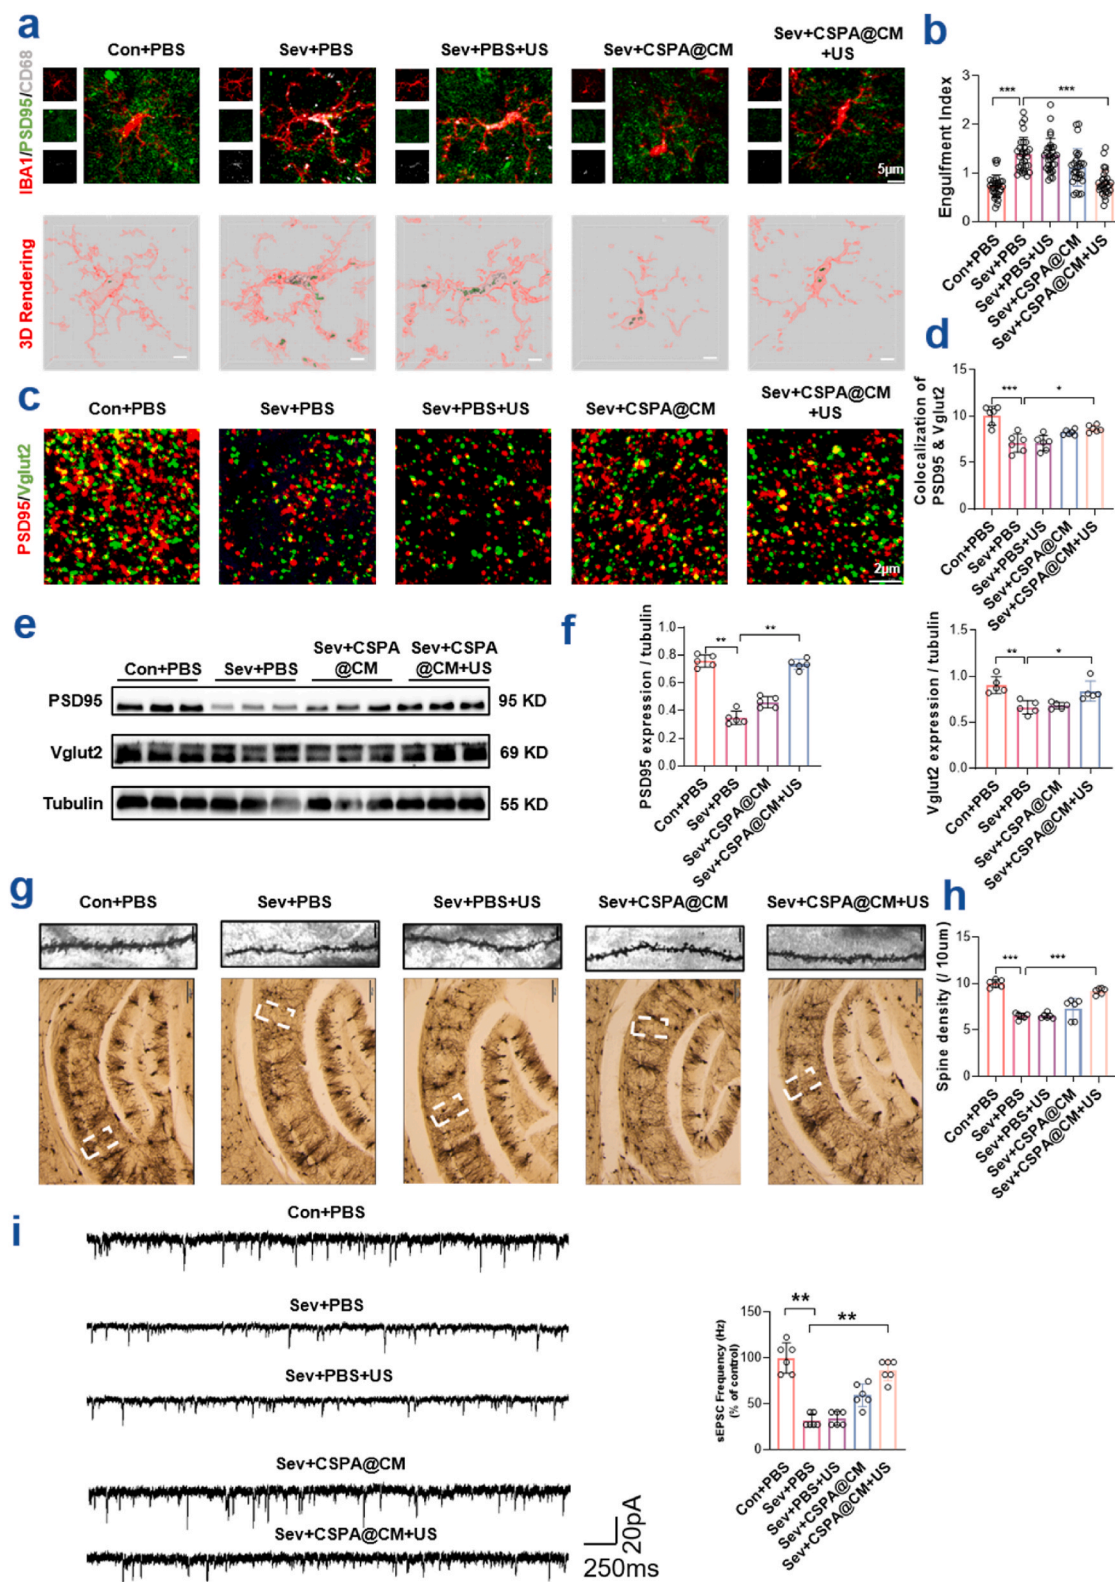 a
Con+PBS
Sev+PBS
Sev+PBS+US
Sev+CSPA@CM
Sev+CSPA@CM
+US
IBA1/PSD95/CD68
5μm
3D Rendering
b
Engulfment Index
3
2
1
0
***
***
Con+PBS
Sev+PBS
Sev+PBS+US
Sev+CSPA@CM
Sev+CSPA@CM+US
c
Con+PBS
Sev+PBS
Sev+PBS+US
Sev+CSPA@CM
Sev+CSPA@CM
+US
PSD95/Vglut2
2μm
d
Colocalization of
PSD95 & Vglut2
15
10
5
0
***
*
Con+PBS
Sev+PBS
Sev+PBS+US
Sev+CSPA@CM
Sev+CSPA@CM+US
e
Con+PBS
Sev+PBS
Sev+CSPA
@CM
Sev+CSPA
@CM+US
PSD95
95 KD
Vglut2
69 KD
Tubulin
55 KD
f
PSD95 expression / tubulin
0.8
0.6
0.4
0.2
0.0
**
**
Con+PBS
Sev+PBS
Sev+CSPA@CM
Sev+CSPA@CM+US
Vglut2 expression / tubulin
1.5
1.0
0.5
0.0
**
*
Con+PBS
Sev+PBS
Sev+CSPA@CM
Sev+CSPA@CM+US
g
Con+PBS
Sev+PBS
Sev+PBS+US
Sev+CSPA@CM
Sev+CSPA@CM+US
h
Spine density (/ 10um)
15
10
5
0
***
***
Con+PBS
Sev+PBS
Sev+PBS+US
Sev+CSPA@CM
Sev+CSPA@CM+US
i
Con+PBS
Sev+PBS
Sev+PBS+US
Sev+CSPA@CM
Sev+CSPA@CM+US
20pA
250ms
sEPSC Frequency (Hz)
(% of control)
150
100
50
0
**
**
Con+PBS
Sev+PBS
Sev+PBS+US
Sev+CSPA@CM
Sev+CSPA@CM+US